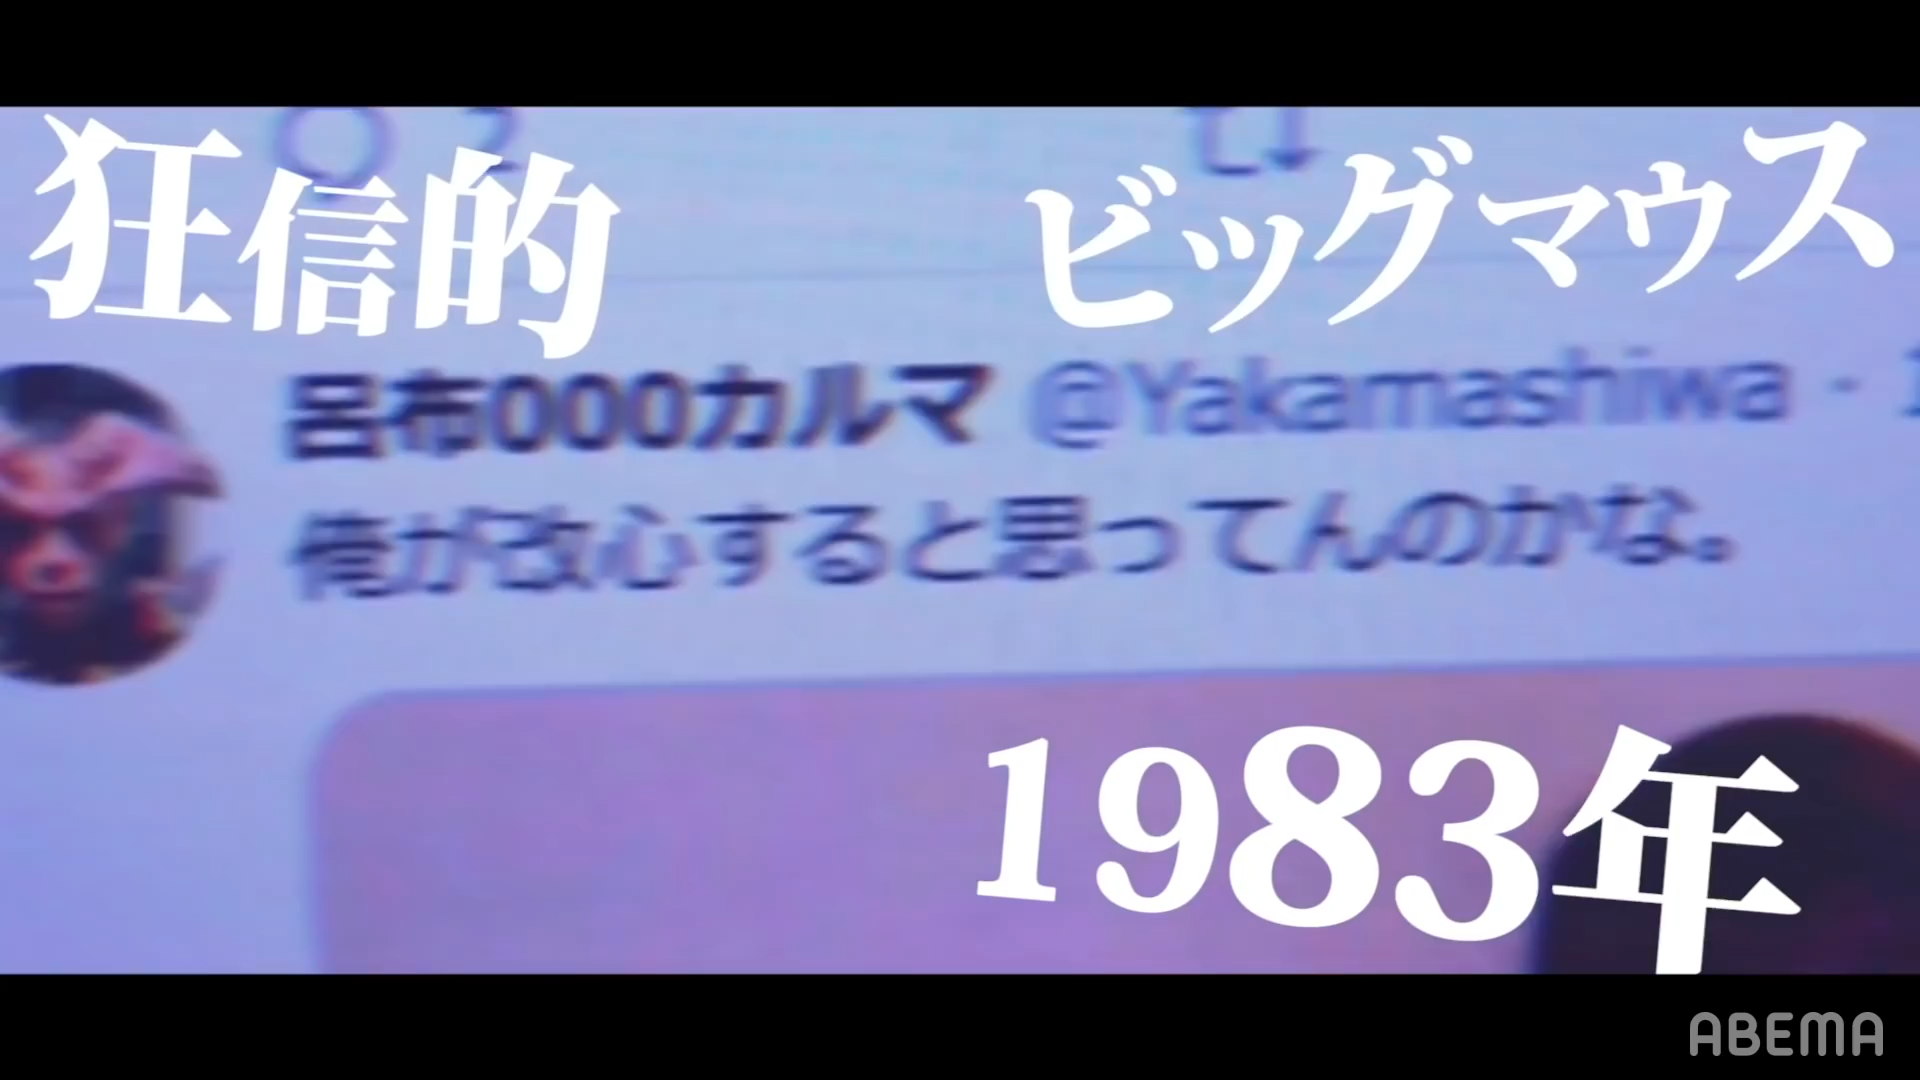 2
狂信的
ビッグマウス
呂布000カルマ @Yakamashiwa ·
俺が改心すると思ってんのかな。
1983年
ABEMA